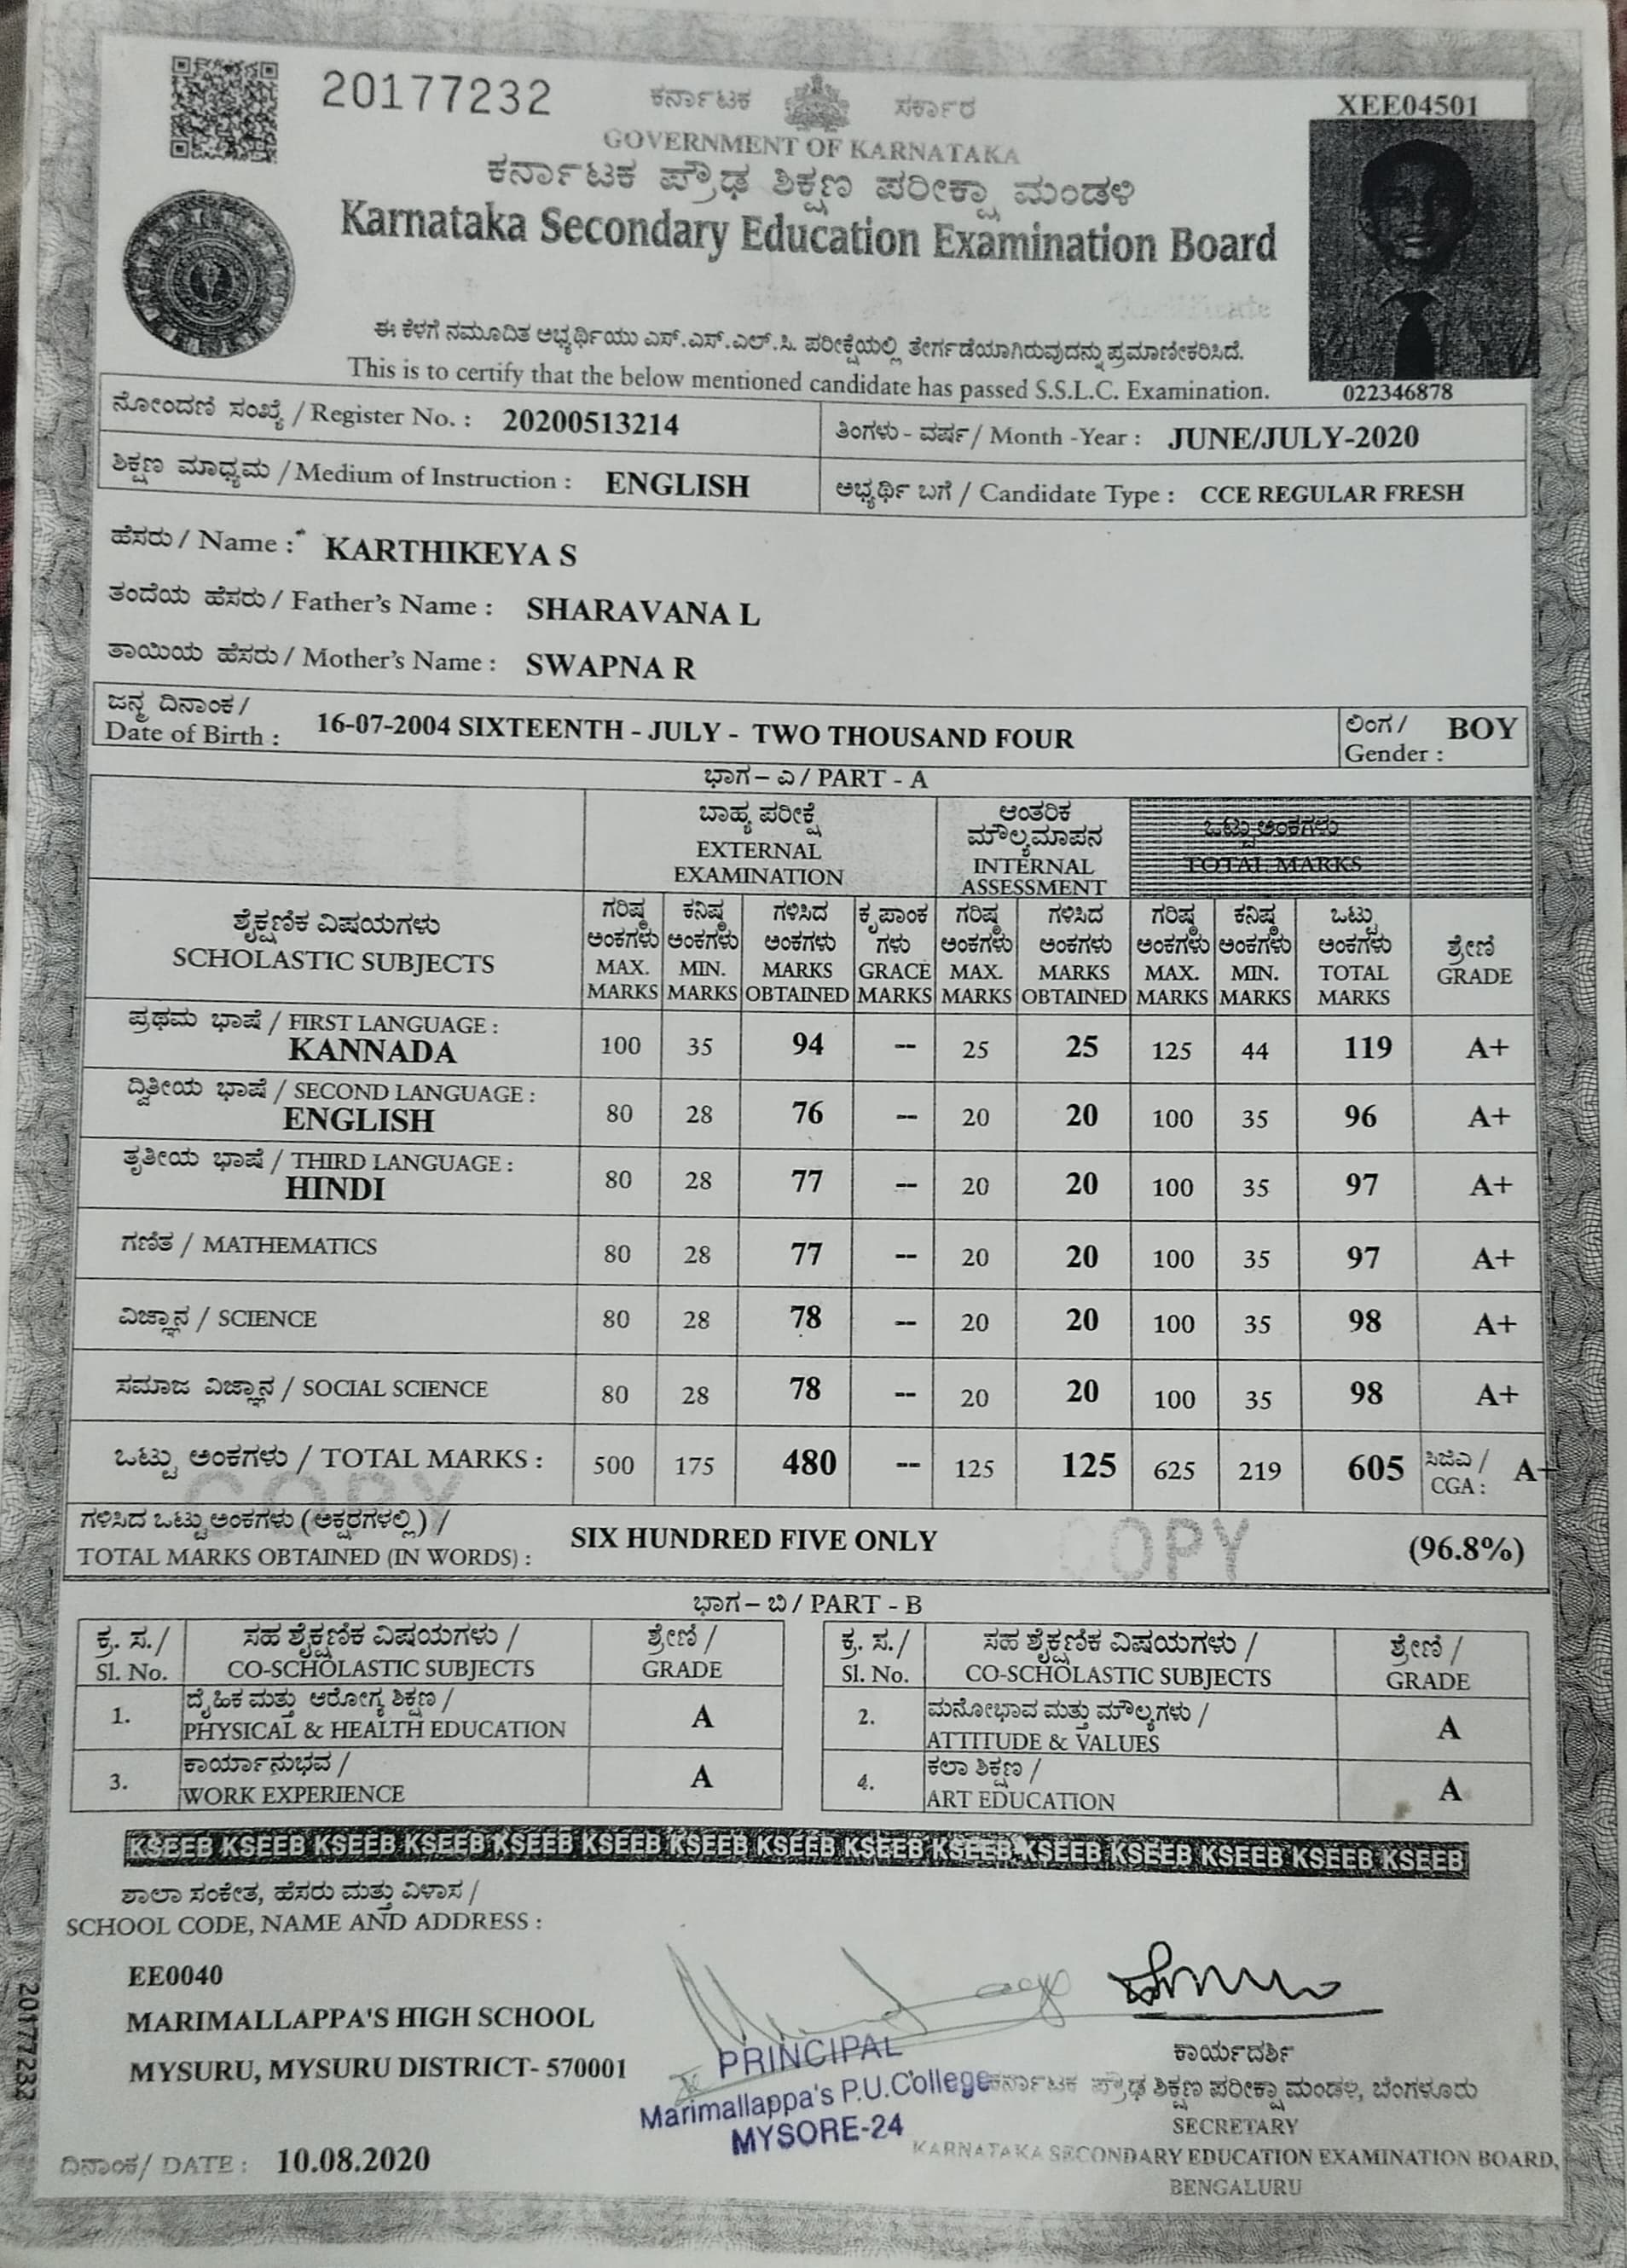 20177232
ಕರ್ನಾಟಕ ಸರ್ಕಾರ
XEE04501
GOVERNMENT OF KARNATAKA
ಕರ್ನಾಟಕ ಪ್ರೌಢ ಶಿಕ್ಷಣ ಪರೀಕ್ಷಾ ಮಂಡಳಿ
Karnataka Secondary Education Examination Board
ಈ ಕೆಳಗೆ ನಮೂದಿತ ಅಭ್ಯರ್ಥಿಯು ಎಸ್.ಎಸ್.ಎಲ್.ಸಿ. ಪರೀಕ್ಷೆಯಲ್ಲಿ ತೇರ್ಗಡೆಯಾಗಿರುವುದನ್ನು ಪ್ರಮಾಣೀಕರಿಸಿದೆ.
This is to certify that the below mentioned candidate has passed S.S.L.C. Examination.
022346878
ನೋಂದಣಿ ಸಂಖ್ಯೆ / Register No. : 20200513214
ತಿಂಗಳು - ವರ್ಷ / Month -Year : JUNE/JULY-2020
ಶಿಕ್ಷಣ ಮಾಧ್ಯಮ / Medium of Instruction : ENGLISH
ಅಭ್ಯರ್ಥಿ ಬಗೆ / Candidate Type : CCE REGULAR FRESH
ಹೆಸರು / Name : KARTHIKEYA S
ತಂದೆಯ ಹೆಸರು / Father's Name : SHARAVANA L
ತಾಯಿಯ ಹೆಸರು / Mother's Name : SWAPNA R
ಜನ್ಮ ದಿನಾಂಕ /
Date of Birth : 16-07-2004 SIXTEENTH - JULY - TWO THOUSAND FOUR
ಲಿಂಗ /
Gender : BOY
ಭಾಗ – ಎ / PART - A
ಬಾಹ್ಯ ಪರೀಕ್ಷೆ
EXTERNAL
EXAMINATION
ಆಂತರಿಕ
ಮೌಲ್ಯಮಾಪನ
INTERNAL
ASSESSMENT
ಒಟ್ಟು ಅಂಕಗಳು
TOTAL MARKS
ಶೈಕ್ಷಣಿಕ ವಿಷಯಗಳು
SCHOLASTIC SUBJECTS
ಗರಿಷ್ಠ ಕನಿಷ್ಠ ಗಳಿಸಿದ ಕೃಪಾಂಕ ಗರಿಷ್ಠ ಗಳಿಸಿದ ಗರಿಷ್ಠ ಕನಿಷ್ಠ ಒಟ್ಟು
ಅಂಕಗಳು ಅಂಕಗಳು ಅಂಕಗಳು ಗಳು ಅಂಕಗಳು ಅಂಕಗಳು ಅಂಕಗಳು ಅಂಕಗಳು ಅಂಕಗಳು ಶ್ರೇಣಿ
MAX. MIN. MARKS GRACE MAX. MARKS MAX. MIN. TOTAL GRADE
MARKS MARKS OBTAINED MARKS MARKS OBTAINED MARKS MARKS MARKS
ಪ್ರಥಮ ಭಾಷೆ / FIRST LANGUAGE :
KANNADA 100 35 94 -- 25 25 125 44 119 A+
ದ್ವಿತೀಯ ಭಾಷೆ / SECOND LANGUAGE :
ENGLISH 80 28 76 -- 20 20 100 35 96 A+
ತೃತೀಯ ಭಾಷೆ / THIRD LANGUAGE :
HINDI 80 28 77 -- 20 20 100 35 97 A+
ಗಣಿತ / MATHEMATICS 80 28 77 -- 20 20 100 35 97 A+
ವಿಜ್ಞಾನ / SCIENCE 80 28 78 -- 20 20 100 35 98 A+
ಸಮಾಜ ವಿಜ್ಞಾನ / SOCIAL SCIENCE 80 28 78 -- 20 20 100 35 98 A+
ಒಟ್ಟು ಅಂಕಗಳು / TOTAL MARKS : 500 175 480 -- 125 125 625 219 605 ಸಿಜಿಎ / CGA : A+
COPY
ಗಳಿಸಿದ ಒಟ್ಟು ಅಂಕಗಳು (ಅಕ್ಷರಗಳಲ್ಲಿ) /
TOTAL MARKS OBTAINED (IN WORDS) : SIX HUNDRED FIVE ONLY (96.8%)
COPY
ಭಾಗ – ಬಿ / PART - B
ಕ್ರ. ಸ./ ಸಹ ಶೈಕ್ಷಣಿಕ ವಿಷಯಗಳು / ಶ್ರೇಣಿ / ಕ್ರ. ಸ./ ಸಹ ಶೈಕ್ಷಣಿಕ ವಿಷಯಗಳು / ಶ್ರೇಣಿ /
Sl. No. CO-SCHOLASTIC SUBJECTS GRADE Sl. No. CO-SCHOLASTIC SUBJECTS GRADE
1. ದೈಹಿಕ ಮತ್ತು ಆರೋಗ್ಯ ಶಿಕ್ಷಣ /
PHYSICAL & HEALTH EDUCATION A
2. ಮನೋಭಾವ ಮತ್ತು ಮೌಲ್ಯಗಳು /
ATTITUDE & VALUES A
3. ಕಾರ್ಯಾನುಭವ /
WORK EXPERIENCE A
4. ಕಲಾ ಶಿಕ್ಷಣ /
ART EDUCATION A
KSEEB KSEEB KSEEB KSEEB KSEEB KSEEB KSEEB KSEEB KSEEB KSEEB KSEEB KSEEB KSEEB KSEEB KSEEB
ಶಾಲಾ ಸಂಕೇತ, ಹೆಸರು ಮತ್ತು ವಿಳಾಸ /
SCHOOL CODE, NAME AND ADDRESS :
EE0040
MARIMALLAPPA'S HIGH SCHOOL
MYSURU, MYSURU DISTRICT- 570001
PRINCIPAL
Marimallappa's P.U.College
MYSORE-24
ಕಾರ್ಯದರ್ಶಿ
ಕರ್ನಾಟಕ ಪ್ರೌಢ ಶಿಕ್ಷಣ ಪರೀಕ್ಷಾ ಮಂಡಳಿ, ಬೆಂಗಳೂರು
SECRETARY
KARNATAKA SECONDARY EDUCATION EXAMINATION BOARD,
BENGALURU
ದಿನಾಂಕ/ DATE : 10.08.2020
20177232